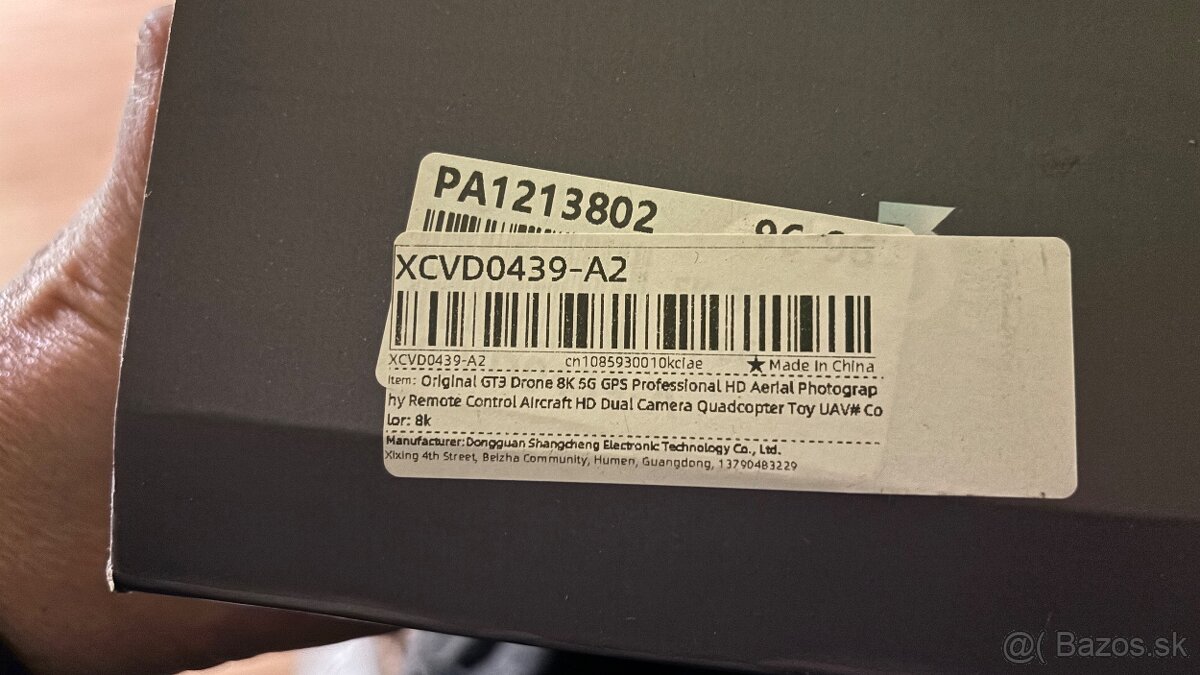 PA1213802
XCVD0439-A2
XCVD0439-A2 cn1085930010kciae ★ Made In China
Item: Original GT3 Drone 8K 5G GPS Professional HD Aerial Photograp
hy Remote Control Aircraft HD Dual Camera Quadcopter Toy UAV# Co
lor: 8k
Manufacturer: Dongguan Shangcheng Electronic Technology Co., Ltd.
Xixing 4th Street, Beizha Community, Humen, Guangdong, 13790483229
@( Bazos.sk